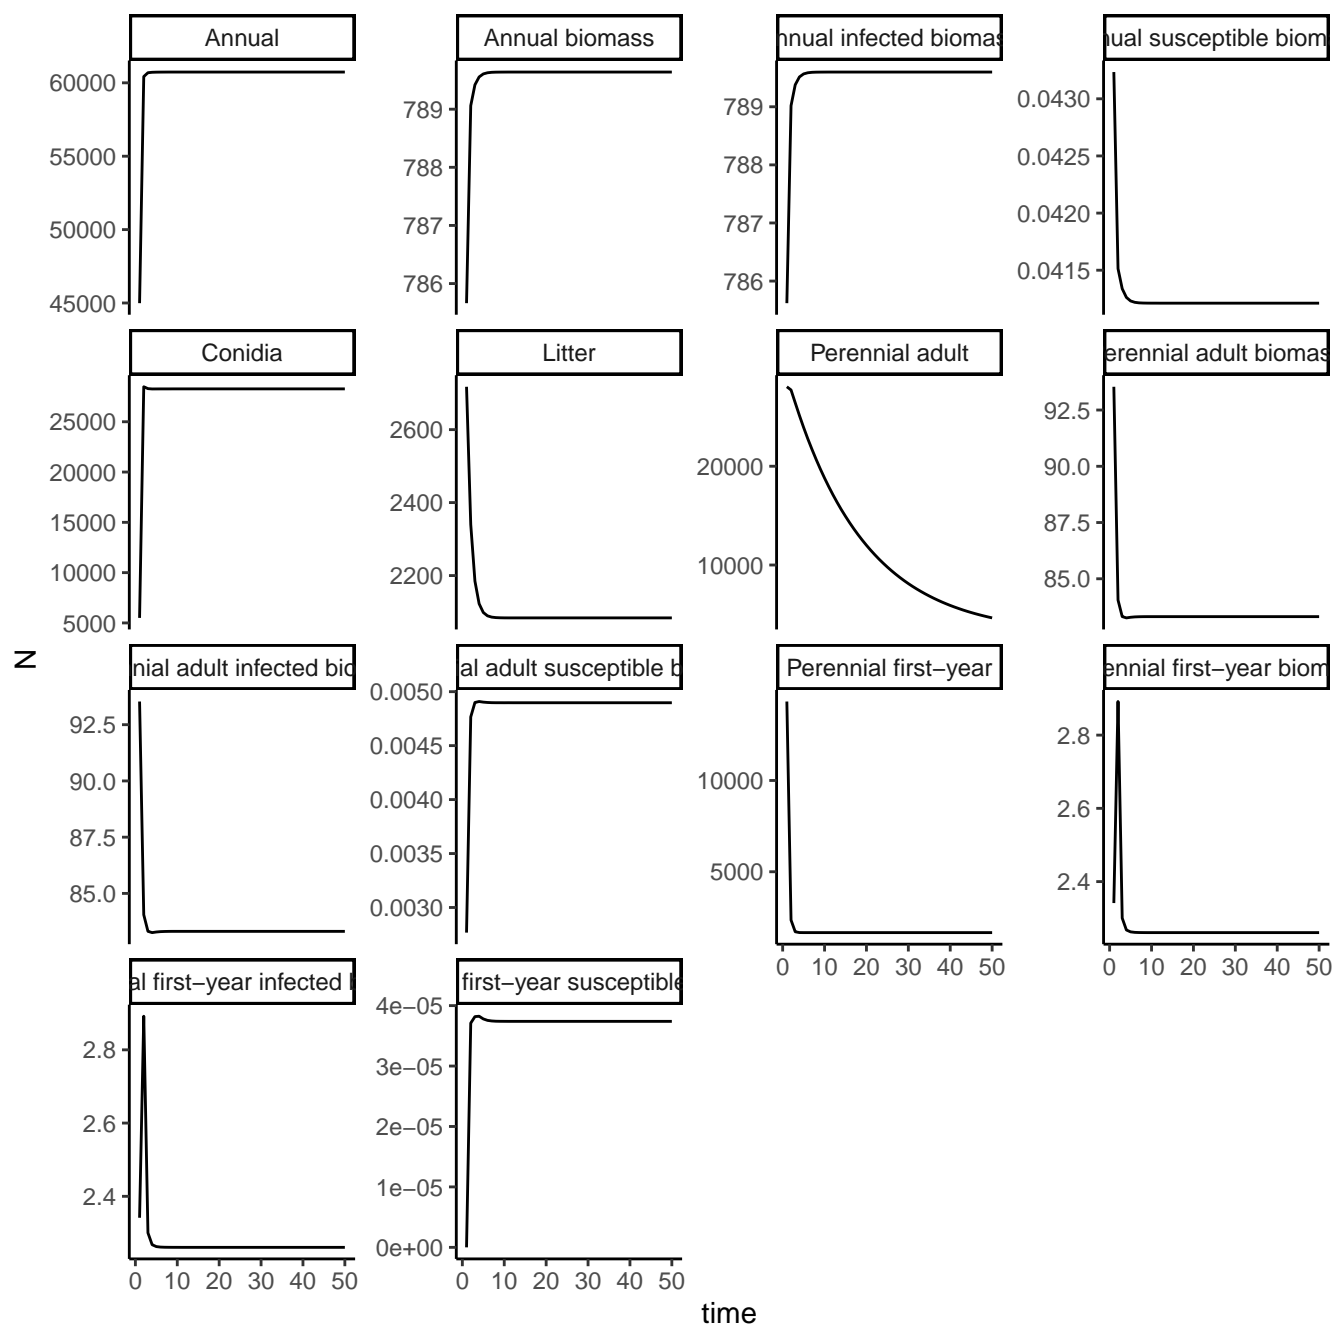 Annual
Annual biomass
nnual infected biomas
nual susceptible biom
60000
55000
50000
45000
789
788
787
786
789
788
787
786
0.0430
0.0425
0.0420
0.0415
Conidia
Litter
Perennial adult
erennial adult biomas
25000
20000
15000
10000
5000
2600
2400
2200
20000
10000
92.5
90.0
87.5
85.0
N
nial adult infected bio
al adult susceptible b
Perennial first−year
ennial first−year biom
92.5
90.0
87.5
85.0
0.0050
0.0045
0.0040
0.0035
0.0030
10000
5000
2.8
2.6
2.4
0 10 20 30 40 50
0 10 20 30 40 50
al first−year infected b
first−year susceptible
2.8
2.6
2.4
4e−05
3e−05
2e−05
1e−05
0e+00
0 10 20 30 40 50
0 10 20 30 40 50
time